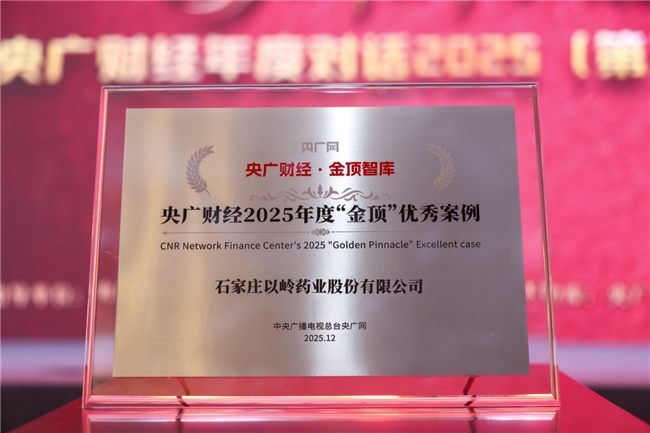 央广财经年度对话2025（第
央广网
央广财经·金顶智库
央广财经2025年度“金顶”优秀案例
CNR Network Finance Center's 2025 "Golden Pinnacle" Excellent case
石家庄以岭药业股份有限公司
中央广播电视总台央广网
2025.12